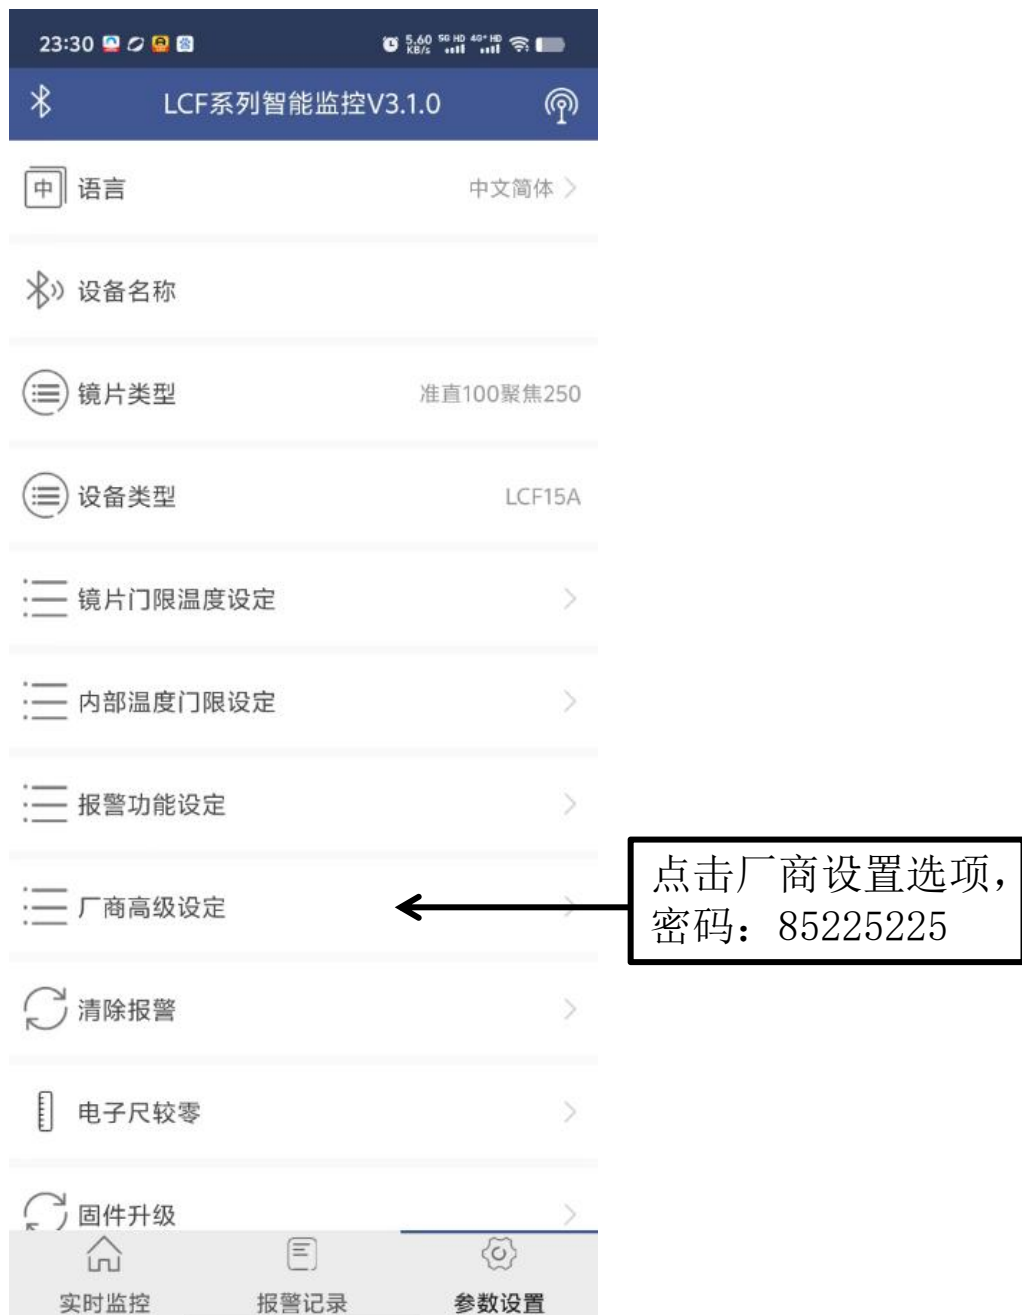 23:30 5.60 KB/s 5G HD 4G+ HD
LCF系列智能监控V3.1.0
中 语言 中文简体
设备名称
镜片类型 准直100聚焦250
设备类型 LCF15A
镜片门限温度设定
内部温度门限设定
报警功能设定
厂商高级设定
点击厂商设置选项，
密码：85225225
清除报警
电子尺较零
固件升级
实时监控 报警记录 参数设置